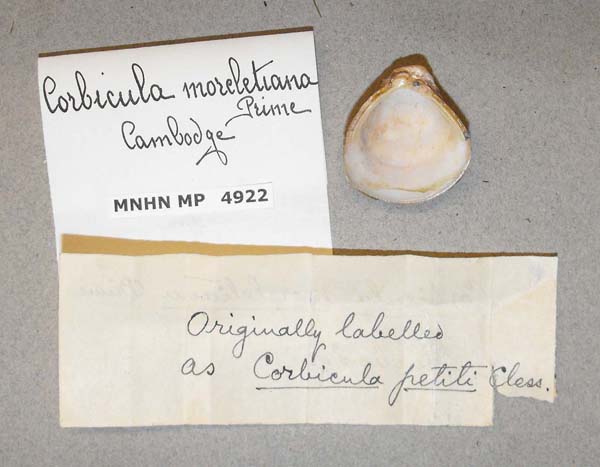 Corbicula moreletiana
Prime
Cambodge
MNHN MP 4922
Originally labelled
as Corbicula petiti Cless.